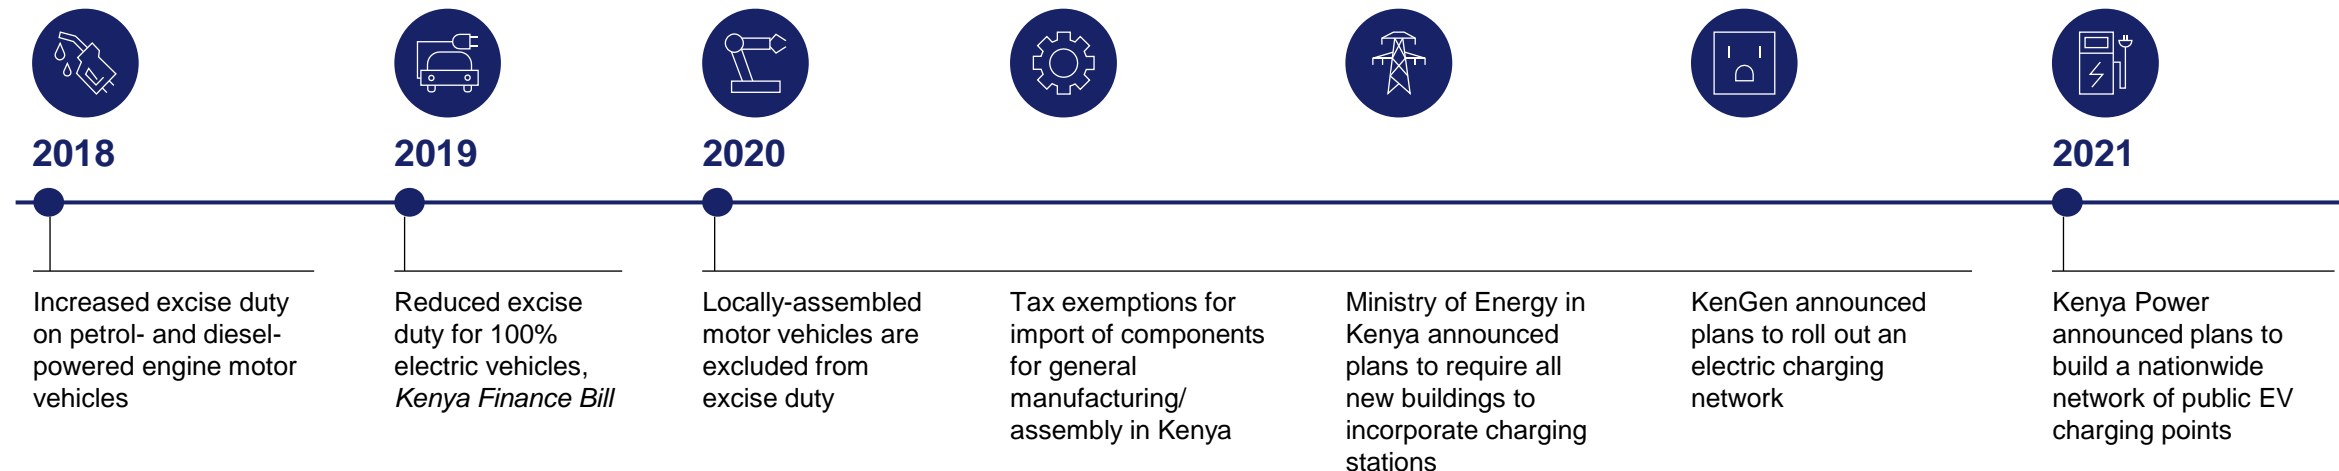 2018
2019
2020
2021
Increased excise duty
on petrol- and diesel-
powered engine motor
vehicles
Reduced excise
duty for 100%
electric vehicles,
Kenya Finance Bill
Locally-assembled
motor vehicles are
excluded from
excise duty
Tax exemptions for
import of components
for general
manufacturing/
assembly in Kenya
Ministry of Energy in
Kenya announced
plans to require all
new buildings to
incorporate charging
stations
KenGen announced
plans to roll out an
electric charging
network
Kenya Power
announced plans to
build a nationwide
network of public EV
charging points